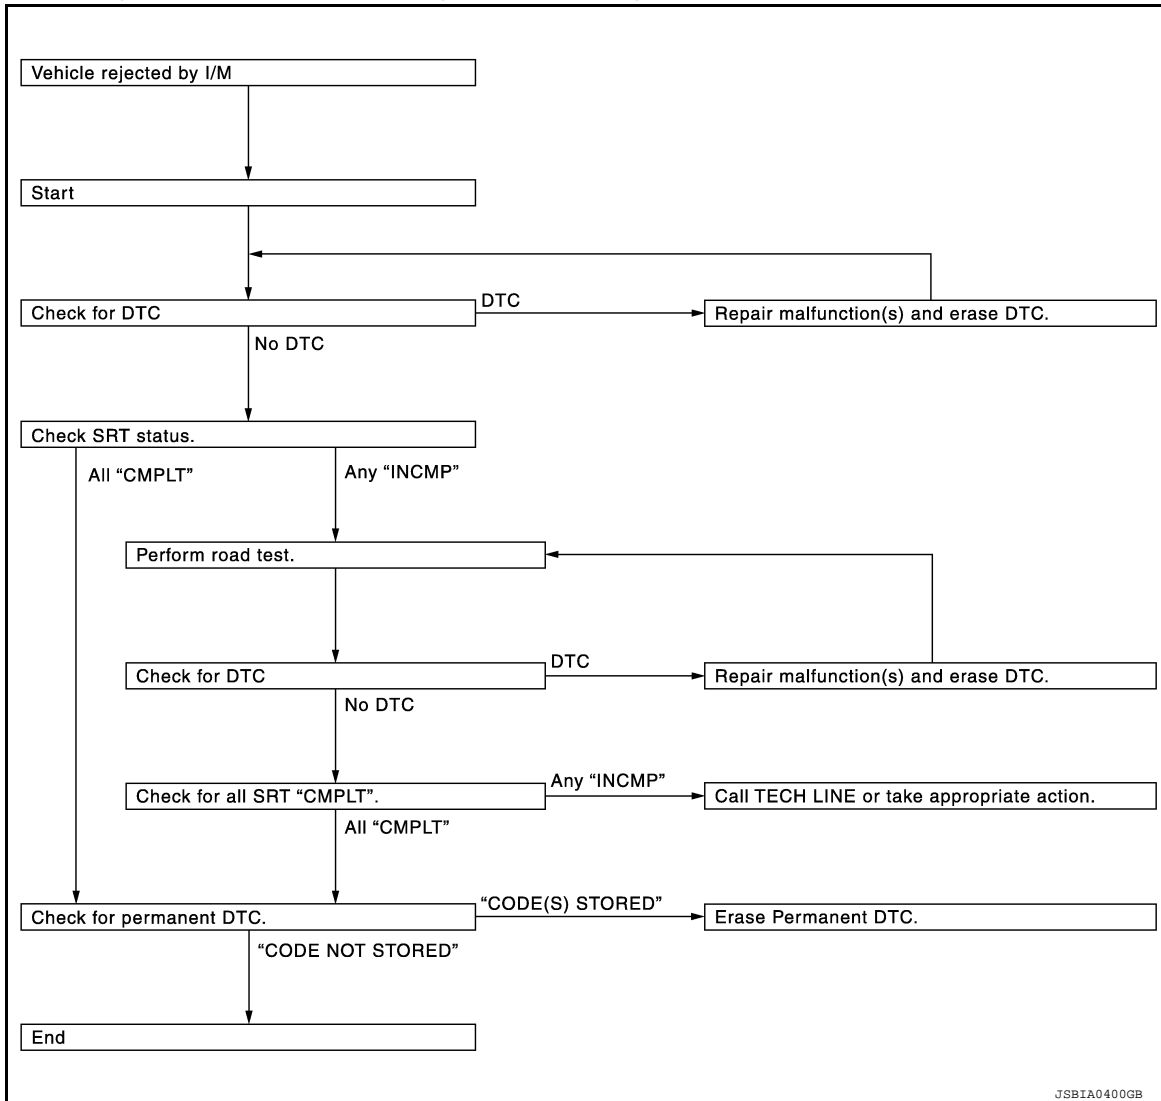 Vehicle rejected by I/M
Start
Check for DTC
DTC
Repair malfunction(s) and erase DTC.
No DTC
Check SRT status.
All “CMPLT”
Any “INCMP”
Perform road test.
Check for DTC
DTC
Repair malfunction(s) and erase DTC.
No DTC
Check for all SRT “CMPLT”.
Any “INCMP”
Call TECH LINE or take appropriate action.
All “CMPLT”
Check for permanent DTC.
“CODE(S) STORED”
Erase Permanent DTC.
“CODE NOT STORED”
End
JSBIA0400GB